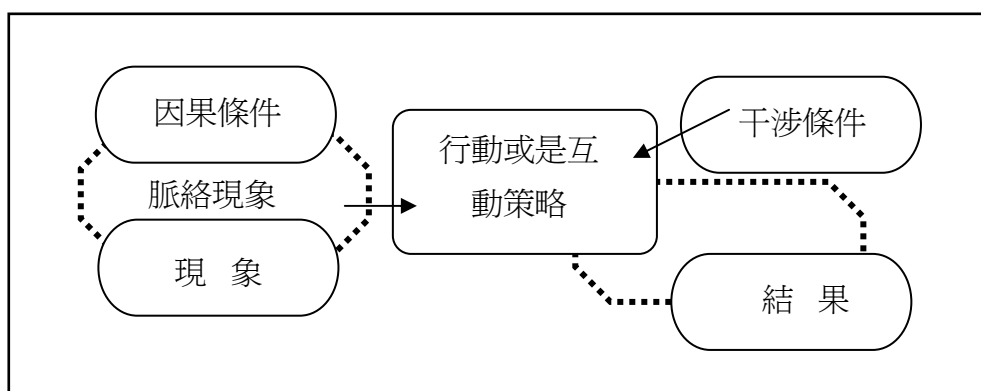 因果條件
脈絡現象
現 象
行動或是互
動策略
干涉條件
結 果